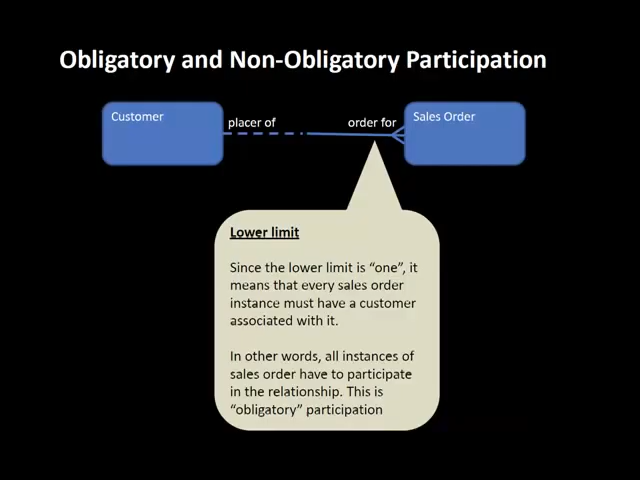 Obligatory and Non-Obligatory Participation
Customer
placer of
order for
Sales Order
Lower limit
Since the lower limit is “one”, it
means that every sales order
instance must have a customer
associated with it.
In other words, all instances of
sales order have to participate
in the relationship. This is
“obligatory” participation